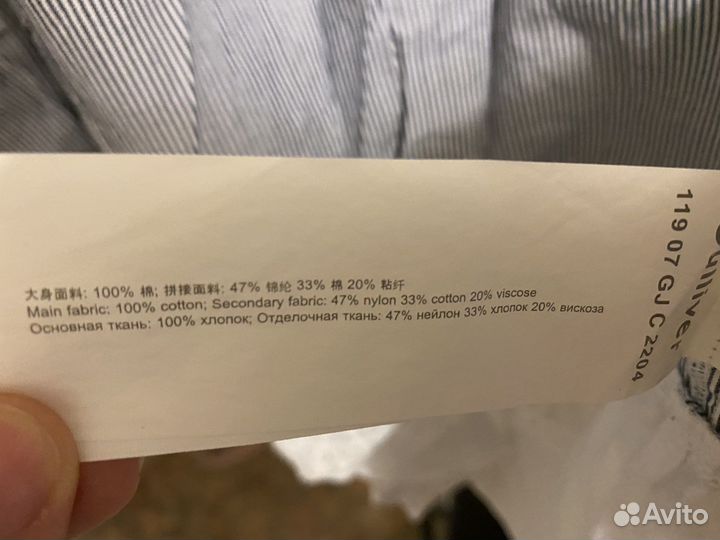 大身面料: 100% 棉; 拼接面料: 47% 锦纶 33% 棉 20% 粘纤
Main fabric: 100% cotton; Secondary fabric: 47% nylon 33% cotton 20% viscose
Основная ткань: 100% хлопок; Отделочная ткань: 47% нейлон 33% хлопок 20% вискоза
Gulliver
119 07 GJ C 2204
Avito